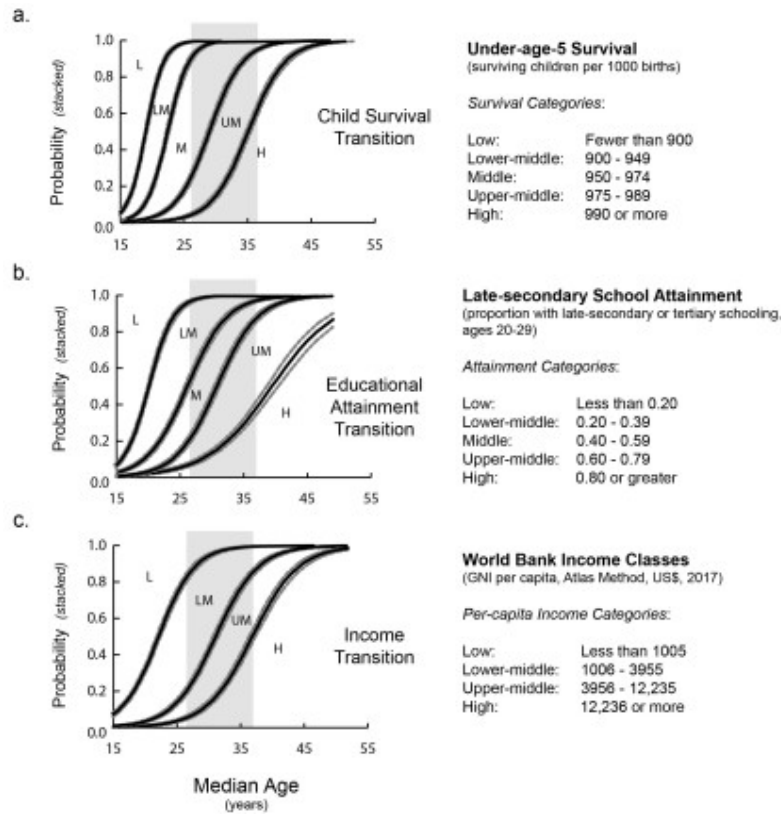 a.
Probability (stacked)
1.0
0.8
0.6
0.4
0.2
0.0
L
LM
M
UM
H
15
25
35
45
55
Child Survival
Transition
Under-age-5 Survival
(surviving children per 1000 births)
Survival Categories:
Low: Fewer than 900
Lower-middle: 900 - 949
Middle: 950 - 974
Upper-middle: 975 - 989
High: 990 or more
b.
Probability (stacked)
1.0
0.8
0.6
0.4
0.2
L
LM
M
UM
H
15
25
35
45
55
Educational
Attainment
Transition
Late-secondary School Attainment
(proportion with late-secondary or tertiary schooling,
ages 20-29)
Attainment Categories:
Low: Less than 0.20
Lower-middle: 0.20 - 0.39
Middle: 0.40 - 0.59
Upper-middle: 0.60 - 0.79
High: 0.80 or greater
c.
Probability (stacked)
1.0
0.8
0.6
0.4
0.2
0.0
L
LM
UM
H
15
25
35
45
55
Income
Transition
Median Age
(years)
World Bank Income Classes
(GNI per capita, Atlas Method, US$, 2017)
Per-capita Income Categories:
Low: Less than 1005
Lower-middle: 1006 - 3955
Upper-middle: 3956 - 12,235
High: 12,236 or more